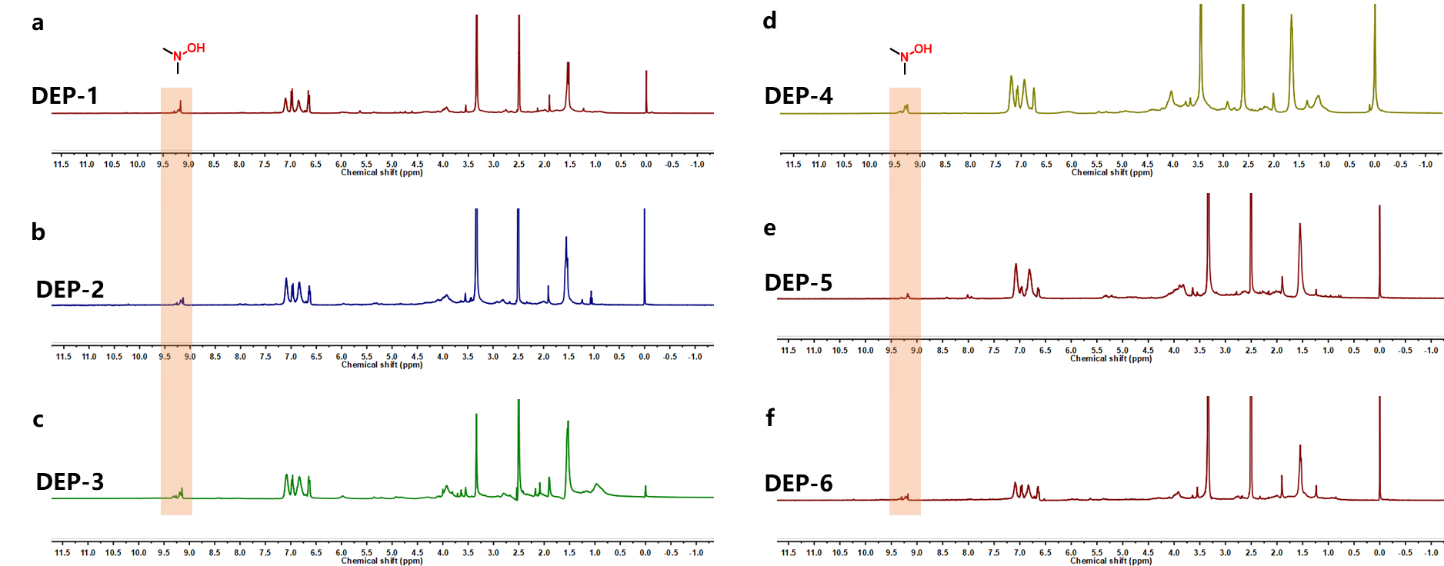 a
OH
N
DEP-1
11.5 11.0 10.5 10.0 9.5 9.0 8.5 8.0 7.5 7.0 6.5 6.0 5.5 5.0 4.5 4.0 3.5 3.0 2.5 2.0 1.5 1.0 0.5 0.0 -0.5 -1.0
Chemical shift (ppm)
b
DEP-2
11.5 11.0 10.5 10.0 9.5 9.0 8.5 8.0 7.5 7.0 6.5 6.0 5.5 5.0 4.5 4.0 3.5 3.0 2.5 2.0 1.5 1.0 0.5 0.0 -0.5 -1.0
Chemical shift (ppm)
c
DEP-3
11.5 11.0 10.5 10.0 9.5 9.0 8.5 8.0 7.5 7.0 6.5 6.0 5.5 5.0 4.5 4.0 3.5 3.0 2.5 2.0 1.5 1.0 0.5 0.0 -0.5 -1.0
Chemical shift (ppm)
d
OH
N
DEP-4
11.5 11.0 10.5 10.0 9.5 9.0 8.5 8.0 7.5 7.0 6.5 6.0 5.5 5.0 4.5 4.0 3.5 3.0 2.5 2.0 1.5 1.0 0.5 0.0 -0.5 -1.0
Chemical shift (ppm)
e
DEP-5
11.5 11.0 10.5 10.0 9.5 9.0 8.5 8.0 7.5 7.0 6.5 6.0 5.5 5.0 4.5 4.0 3.5 3.0 2.5 2.0 1.5 1.0 0.5 0.0 -0.5 -1.0
Chemical shift (ppm)
f
DEP-6
11.5 11.0 10.5 10.0 9.5 9.0 8.5 8.0 7.5 7.0 6.5 6.0 5.5 5.0 4.5 4.0 3.5 3.0 2.5 2.0 1.5 1.0 0.5 0.0 -0.5 -1.0
Chemical shift (ppm)